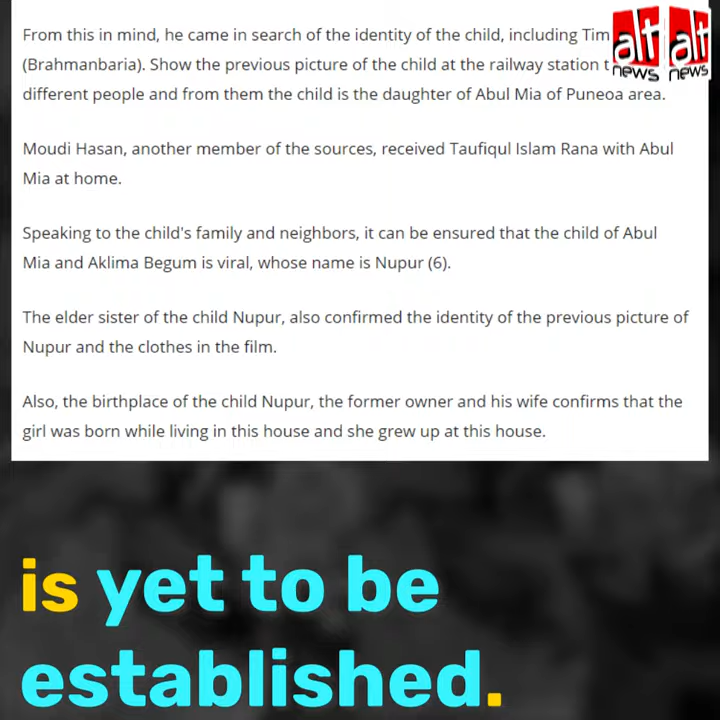 From this in mind, he came in search of the identity of the child, including Tim
(Brahmanbaria). Show the previous picture of the child at the railway station t
different people and from them the child is the daughter of Abul Mia of Puneoa area.
Moudi Hasan, another member of the sources, received Taufiqul Islam Rana with Abul
Mia at home.
Speaking to the child's family and neighbors, it can be ensured that the child of Abul
Mia and Aklima Begum is viral, whose name is Nupur (6).
The elder sister of the child Nupur, also confirmed the identity of the previous picture of
Nupur and the clothes in the film.
Also, the birthplace of the child Nupur, the former owner and his wife confirms that the
girl was born while living in this house and she grew up at this house.
alt alt
news news
is yet to be
established.